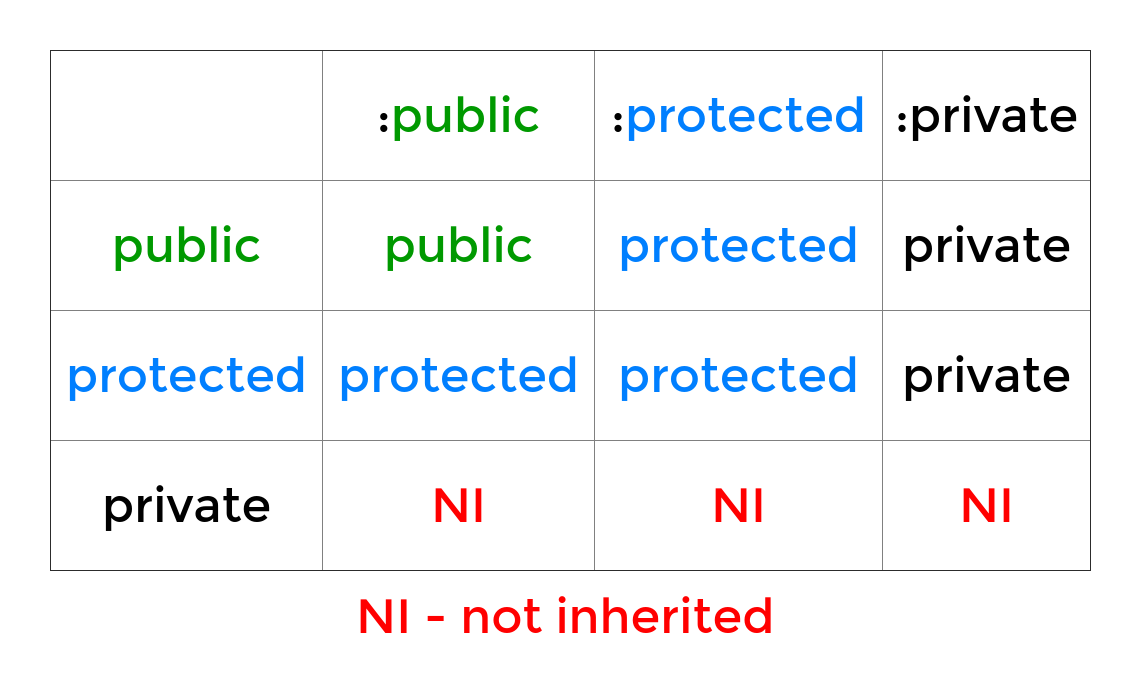 :public :protected :private
public public protected private
protected protected protected private
private NI NI NI
NI - not inherited